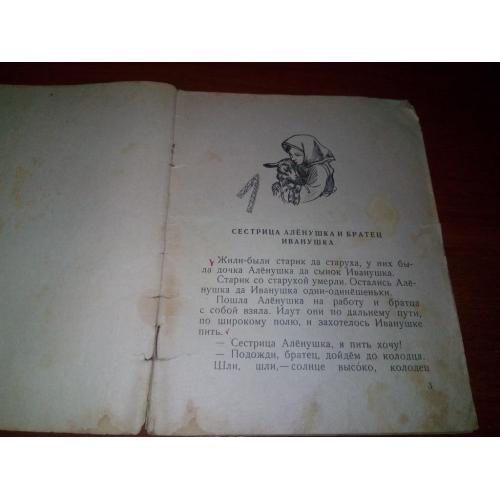 СЕСТРИЦА АЛЁНУШКА И БРАТЕЦ
ИВАНУШКА
Жили-были старик да старуха, у них бы-
ла дочка Алёнушка да сынок Иванушка.
Старик со старухой умерли. Остались Алё-
нушка да Иванушка одни-одинёшеньки.
Пошла Алёнушка на работу и братца
с собой взяла. Идут они по дальнему пути,
по широкому полю, и захотелось Иванушке
пить.
— Сестрица Алёнушка, я пить хочу!
— Подожди, братец, дойдём до колодца.
Шли, шли,— солнце высо́ко, колодец
3